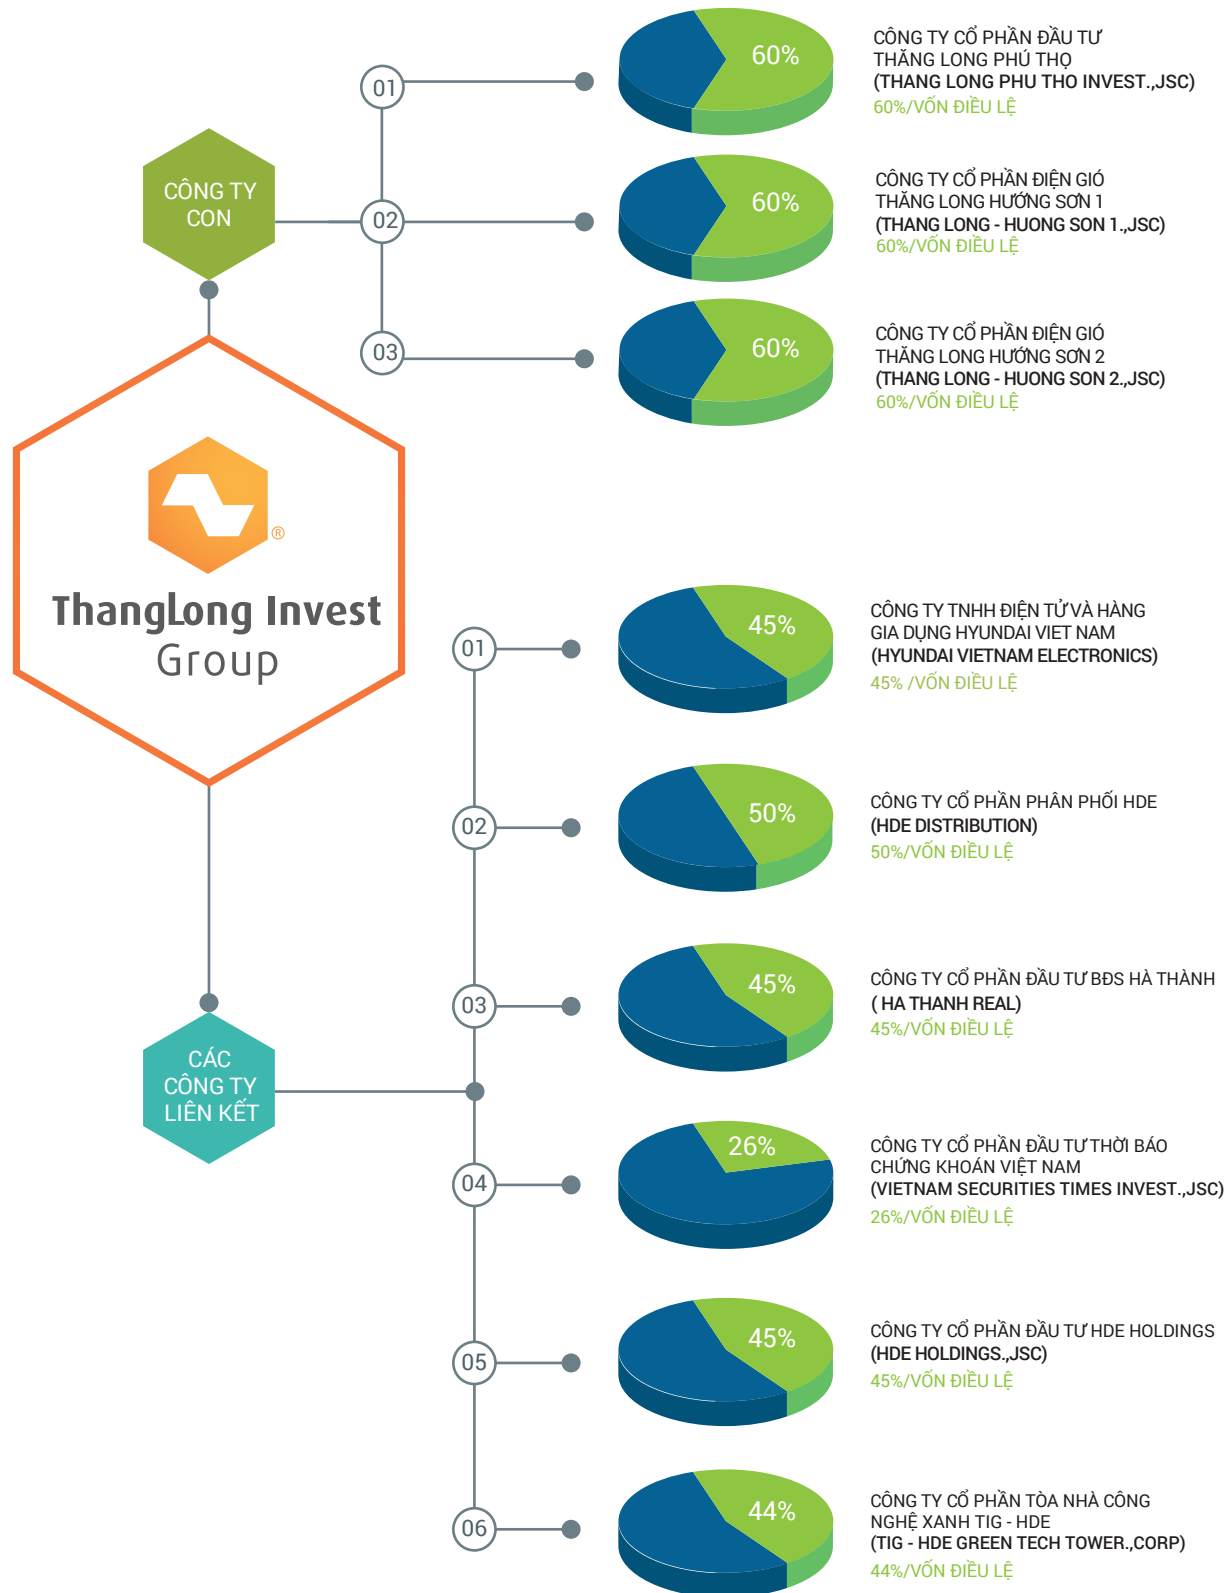 CÔNG TY
CON
01
60%
CÔNG TY CỔ PHẦN ĐẦU TƯ
THĂNG LONG PHÚ THỌ
(THANG LONG PHU THO INVEST.,JSC)
60%/VỐN ĐIỀU LỆ
02
60%
CÔNG TY CỔ PHẦN ĐIỆN GIÓ
THĂNG LONG HƯỚNG SƠN 1
(THANG LONG - HUONG SON 1.,JSC)
60%/VỐN ĐIỀU LỆ
03
60%
CÔNG TY CỔ PHẦN ĐIỆN GIÓ
THĂNG LONG HƯỚNG SƠN 2
(THANG LONG - HUONG SON 2.,JSC)
60%/VỐN ĐIỀU LỆ
®
ThangLong Invest
Group
CÁC
CÔNG TY
LIÊN KẾT
01
45%
CÔNG TY TNHH ĐIỆN TỬ VÀ HÀNG
GIA DỤNG HYUNDAI VIET NAM
(HYUNDAI VIETNAM ELECTRONICS)
45% /VỐN ĐIỀU LỆ
02
50%
CÔNG TY CỔ PHẦN PHÂN PHỐI HDE
(HDE DISTRIBUTION)
50%/VỐN ĐIỀU LỆ
03
45%
CÔNG TY CỔ PHẦN ĐẦU TƯ BĐS HÀ THÀNH
( HA THANH REAL)
45%/VỐN ĐIỀU LỆ
04
26%
CÔNG TY CỔ PHẦN ĐẦU TƯ THỜI BÁO
CHỨNG KHOÁN VIỆT NAM
(VIETNAM SECURITIES TIMES INVEST.,JSC)
26%/VỐN ĐIỀU LỆ
05
45%
CÔNG TY CỔ PHẦN ĐẦU TƯ HDE HOLDINGS
(HDE HOLDINGS.,JSC)
45%/VỐN ĐIỀU LỆ
06
44%
CÔNG TY CỔ PHẦN TÒA NHÀ CÔNG
NGHỆ XANH TIG - HDE
(TIG - HDE GREEN TECH TOWER.,CORP)
44%/VỐN ĐIỀU LỆ